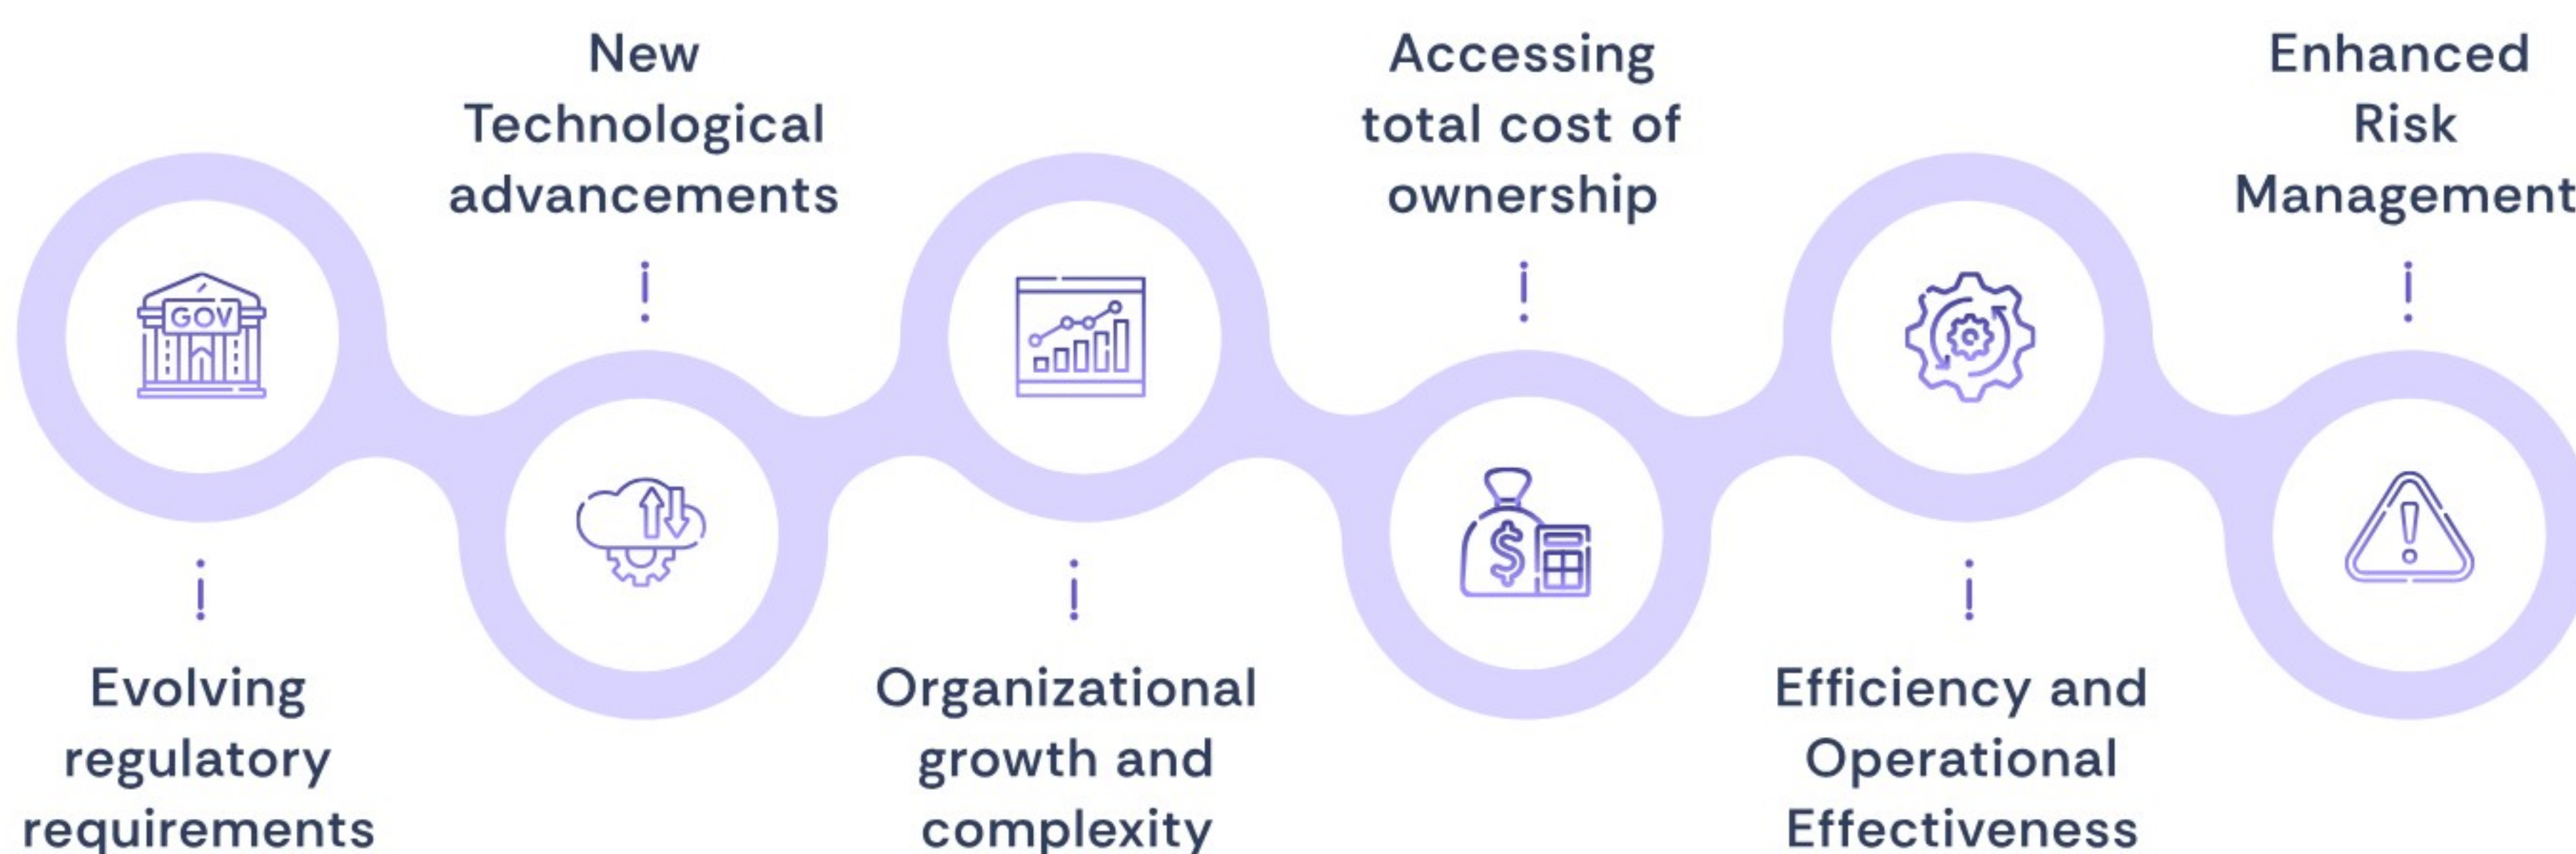 Evolving
regulatory
requirements
GOV
New
Technological
advancements
Organizational
growth and
complexity
Accessing
total cost of
ownership
$
Efficiency and
Operational
Effectiveness
Enhanced
Risk
Management